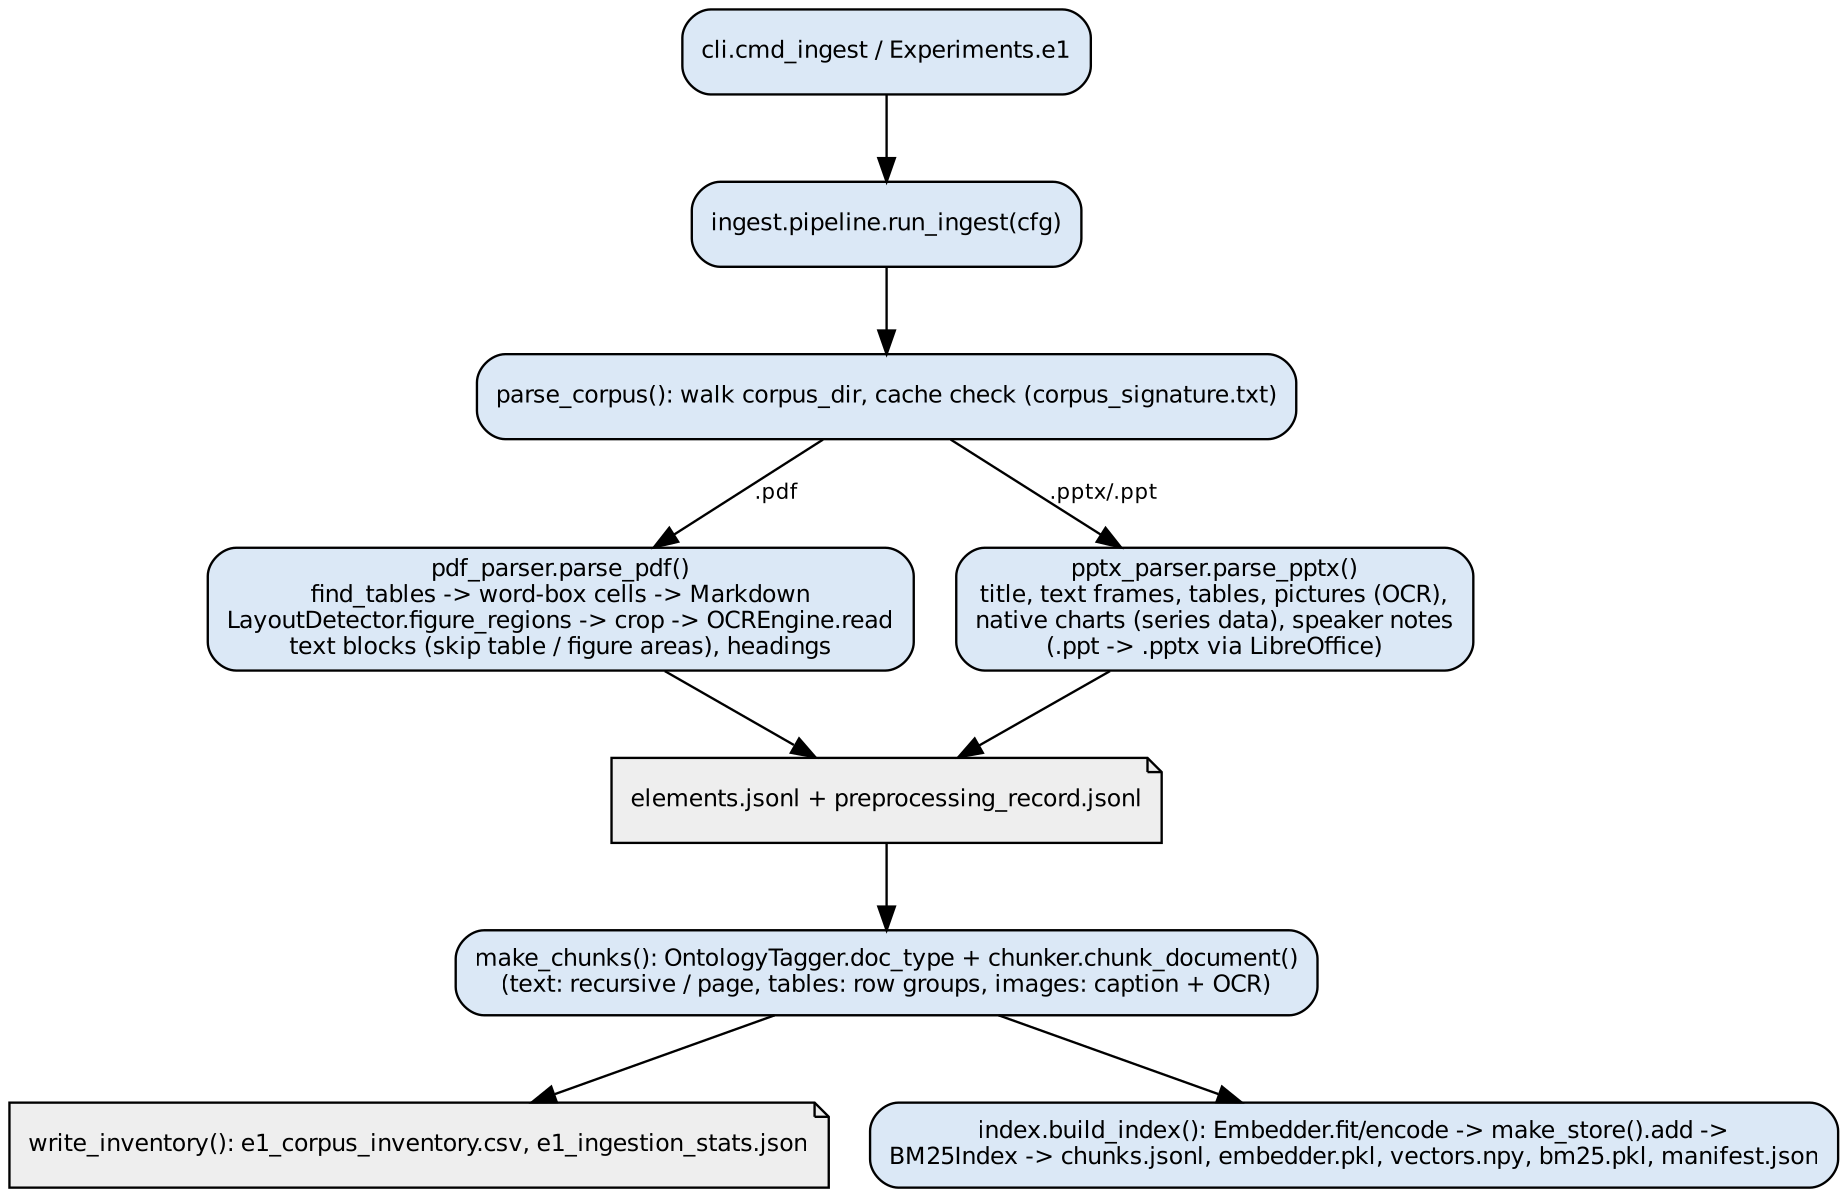 cli.cmd_ingest / Experiments.e1
ingest.pipeline.run_ingest(cfg)
parse_corpus(): walk corpus_dir, cache check (corpus_signature.txt)
.pdf
.pptx/.ppt
pdf_parser.parse_pdf()
find_tables -> word-box cells -> Markdown
LayoutDetector.figure_regions -> crop -> OCREngine.read
text blocks (skip table / figure areas), headings
pptx_parser.parse_pptx()
title, text frames, tables, pictures (OCR),
native charts (series data), speaker notes
(.ppt -> .pptx via LibreOffice)
elements.jsonl + preprocessing_record.jsonl
make_chunks(): OntologyTagger.doc_type + chunker.chunk_document()
(text: recursive / page, tables: row groups, images: caption + OCR)
write_inventory(): e1_corpus_inventory.csv, e1_ingestion_stats.json
index.build_index(): Embedder.fit/encode -> make_store().add ->
BM25Index -> chunks.jsonl, embedder.pkl, vectors.npy, bm25.pkl, manifest.json